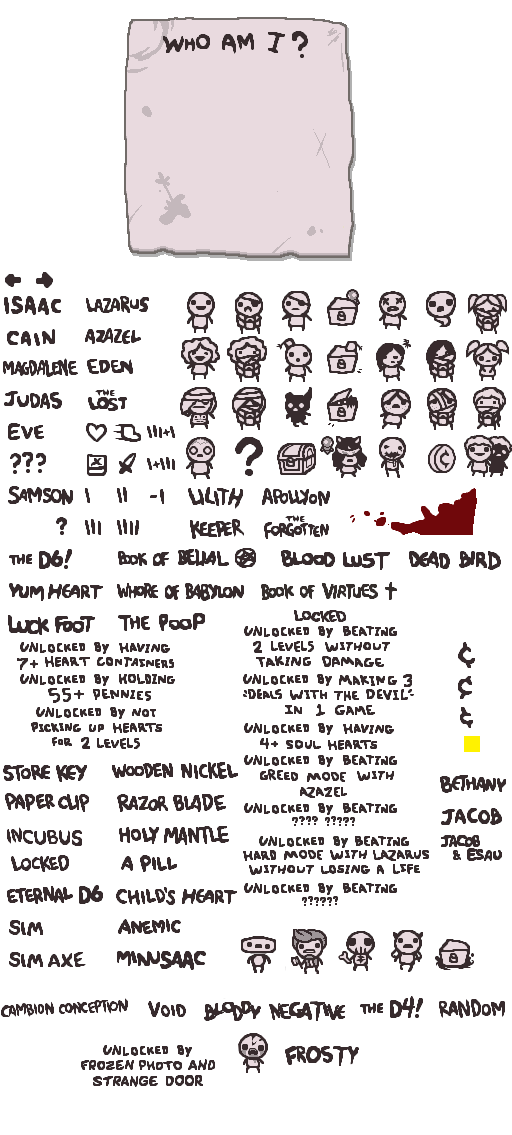 WHO AM I?
ISAAC LAZARUS
CAIN AZAZEL
MAGDALENE EDEN
JUDAS THE LOST
EVE III+I
??? I+III
?
SAMSON I II -I LILITH APOLLYON
? III IIII KEEPER THE FORGOTTEN
THE D6! BOOK OF BELIAL BLOOD LUST DEAD BIRD
YUM HEART WHORE OF BABYLON BOOK OF VIRTUES
LUCK FOOT THE POOP
LOCKED
UNLOCKED BY HAVING
7+ HEART CONTAINERS
UNLOCKED BY HOLDING
55+ PENNIES
UNLOCKED BY NOT
PICKING UP HEARTS
FOR 2 LEVELS
UNLOCKED BY BEATING
2 LEVELS WITHOUT
TAKING DAMAGE
UNLOCKED BY MAKING 3
"DEALS WITH THE DEVIL"
IN 1 GAME
UNLOCKED BY HAVING
4+ SOUL HEARTS
UNLOCKED BY BEATING
GREED MODE WITH
AZAZEL
UNLOCKED BY BEATING
???? ?????
UNLOCKED BY BEATING
HARD MODE WITH LAZARUS
WITHOUT LOSING A LIFE
UNLOCKED BY BEATING
??????
¢
¢
¢
STORE KEY WOODEN NICKEL
PAPER CLIP RAZOR BLADE
INCUBUS HOLY MANTLE
LOCKED A PILL
ETERNAL D6 CHILD'S HEART
SIM ANEMIC
SIM AXE MINUSAAC
BETHANY
JACOB
JACOB
& ESAU
CAMBION CONCEPTION VOID BLOODY NEGATIVE THE D4! RANDOM
UNLOCKED BY
FROZEN PHOTO AND
STRANGE DOOR
FROSTY